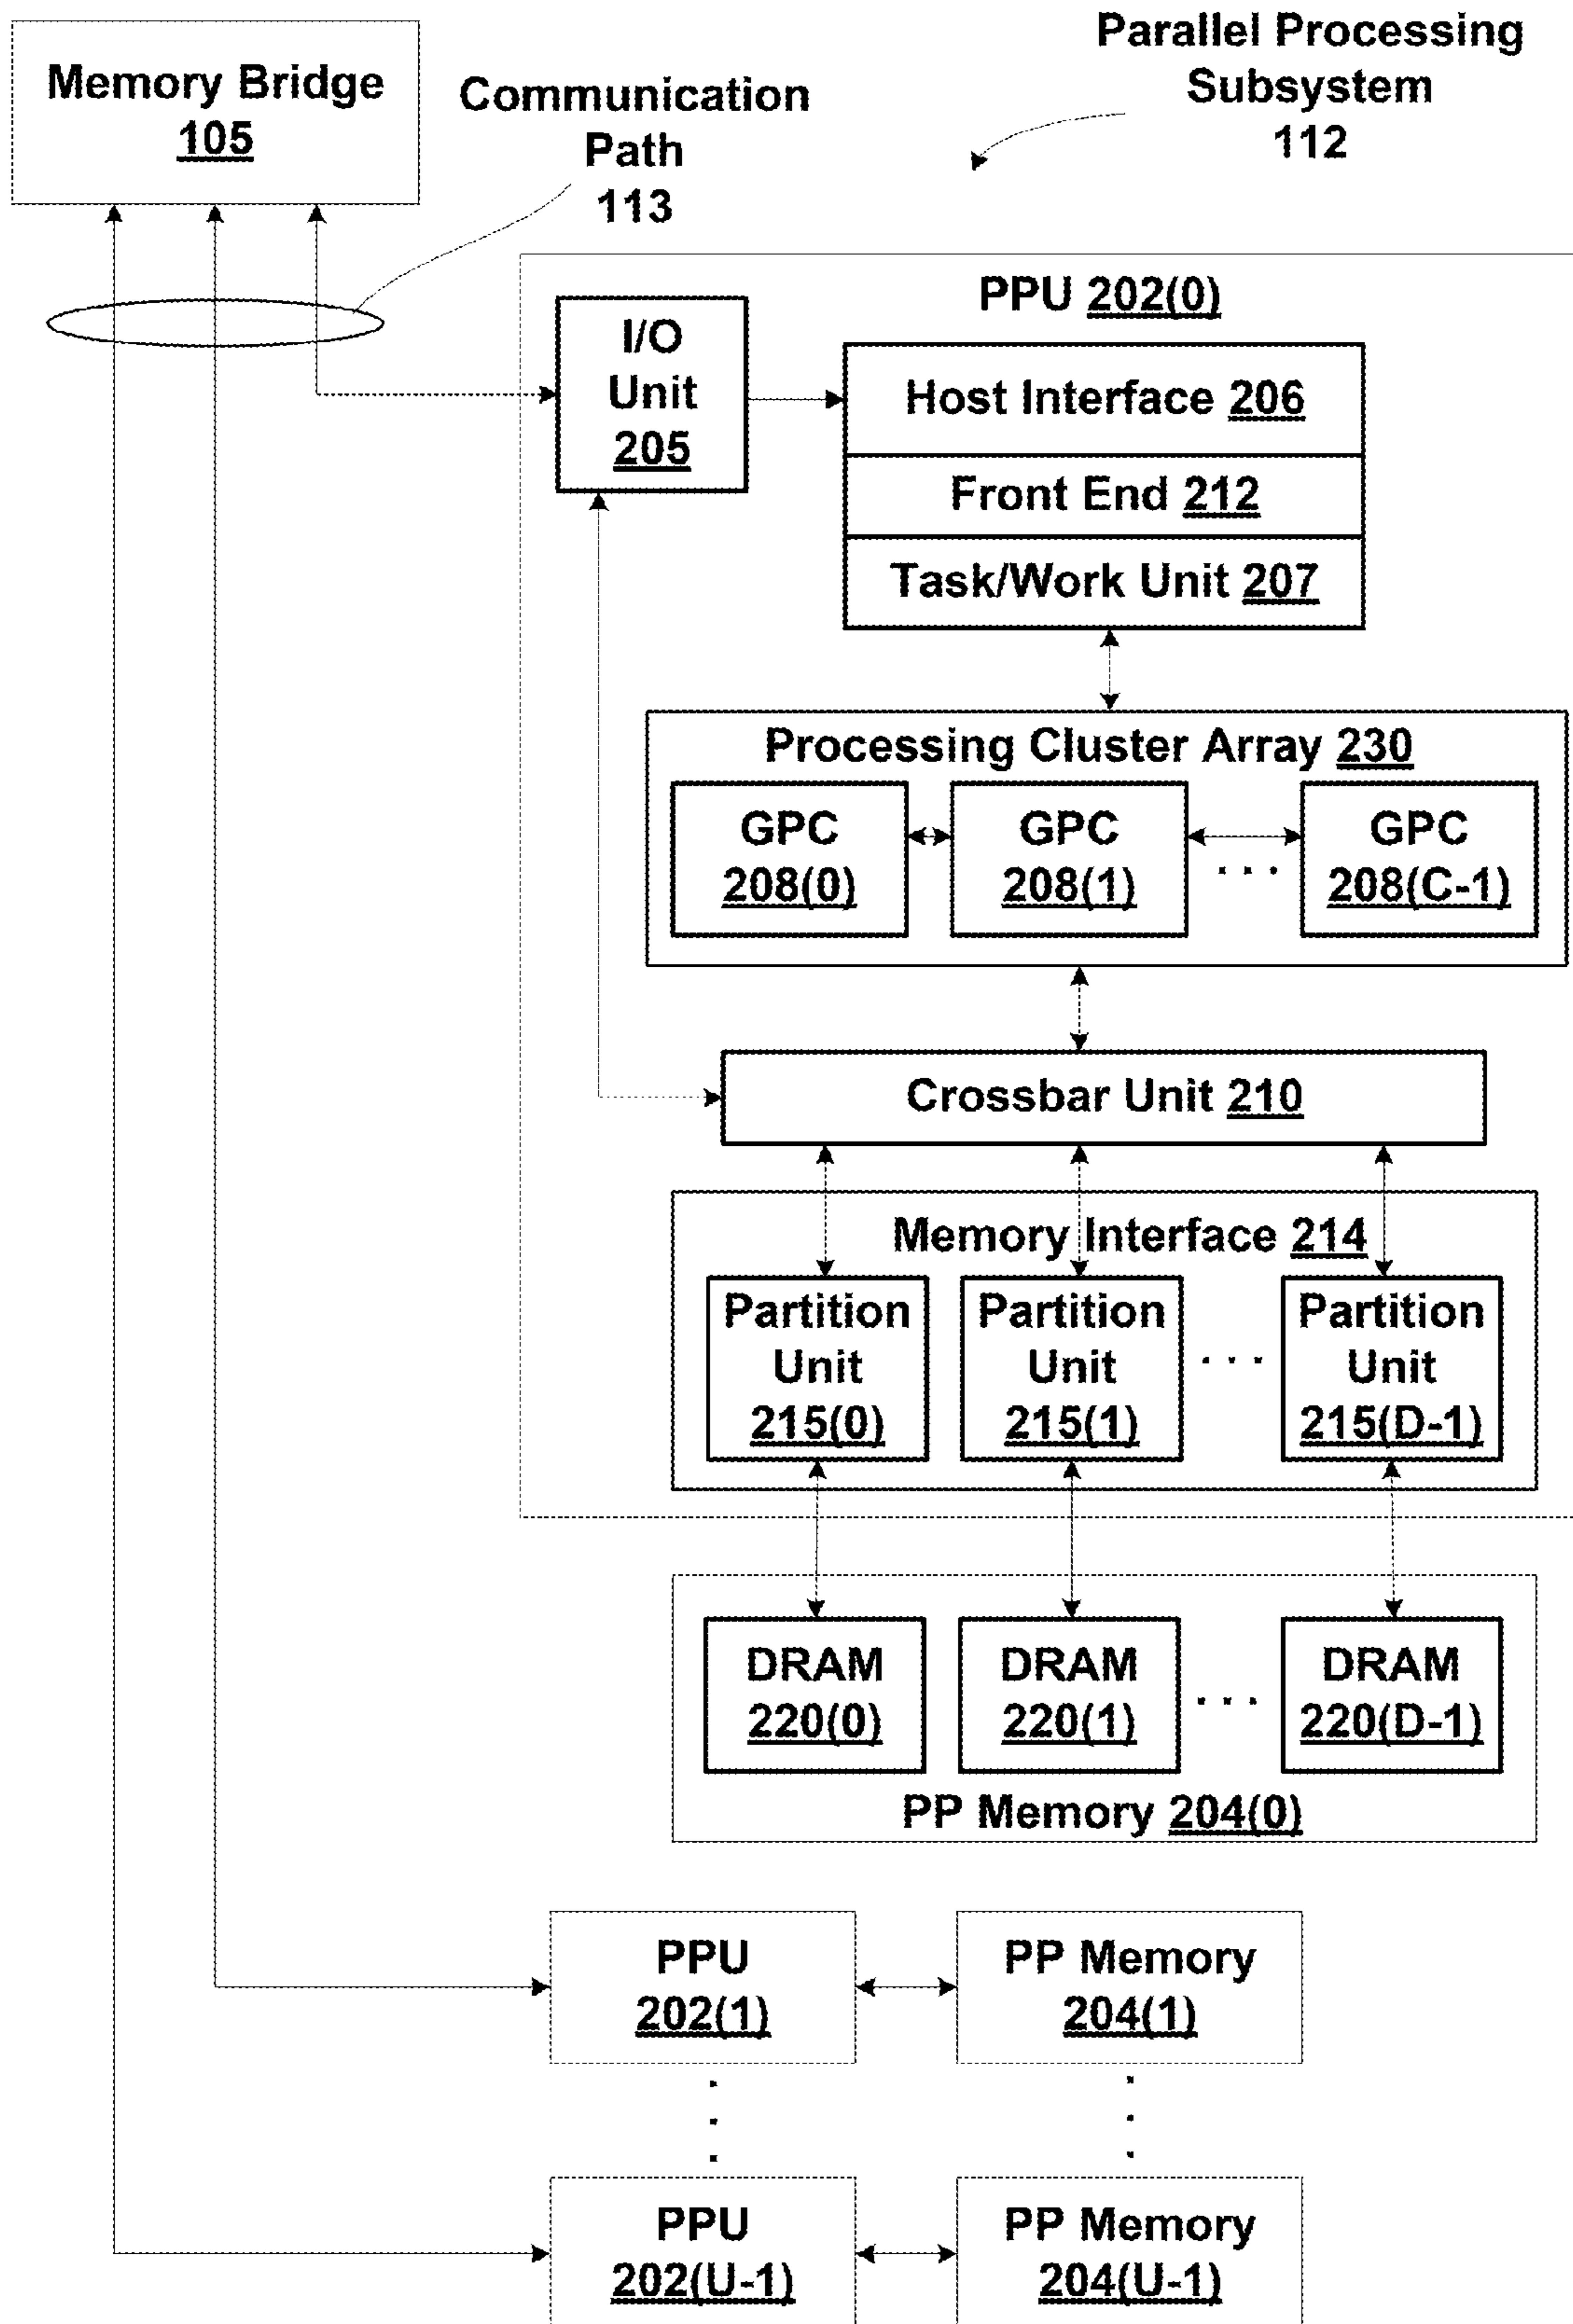 Memory Bridge
105
Communication
Path
113
Parallel Processing
Subsystem
112
PPU 202(0)
I/O
Unit
205
Host Interface 206
Front End 212
Task/Work Unit 207
Processing Cluster Array 230
GPC
208(0)
GPC
208(1)
. . .
GPC
208(C-1)
Crossbar Unit 210
Memory Interface 214
Partition
Unit
215(0)
Partition
Unit
215(1)
. . .
Partition
Unit
215(D-1)
DRAM
220(0)
DRAM
220(1)
. . .
DRAM
220(D-1)
PP Memory 204(0)
PPU
202(1)
PP Memory
204(1)
PPU
202(U-1)
PP Memory
204(U-1)